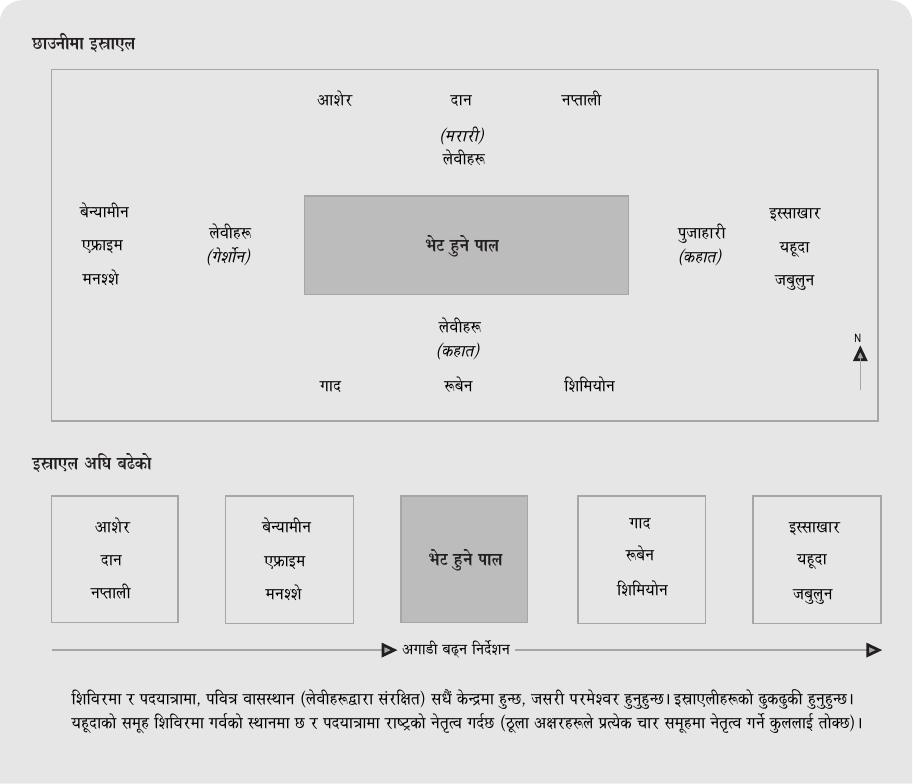 छाउनीमा इस्राएल
आशेर दान नप्ताली
(मरारी)
लेवीहरू
बेन्यामीन
एफ्राइम
मनश्शे
लेवीहरू
(गेर्शोन)
भेट हुने पाल
पुजाहारी
(कहात)
इस्साखार
यहूदा
जबुलुन
लेवीहरू
(कहात)
गाद रूबेन शिमियोन
N
इस्राएल अघि बढेको
आशेर
दान
नप्ताली
बेन्यामीन
एफ्राइम
मनश्शे
भेट हुने पाल
गाद
रूबेन
शिमियोन
इस्साखार
यहूदा
जबुलुन
अगाडी बढ्न निर्देशन
शिविरमा र पदयात्रामा, पवित्र वासस्थान (लेवीहरूद्वारा संरक्षित) सधैं केन्द्रमा हुन्छ, जसरी परमेश्वर हुनुहुन्छ। इस्राएलीहरूको ढुकढुकी हुनुहुन्छ।
यहूदाको समूह शिविरमा गर्वको स्थानमा छ र पदयात्रामा राष्ट्रको नेतृत्व गर्दछ (ठूला अक्षरहरूले प्रत्येक चार समूहमा नेतृत्व गर्ने कुललाई तोक्छ)।